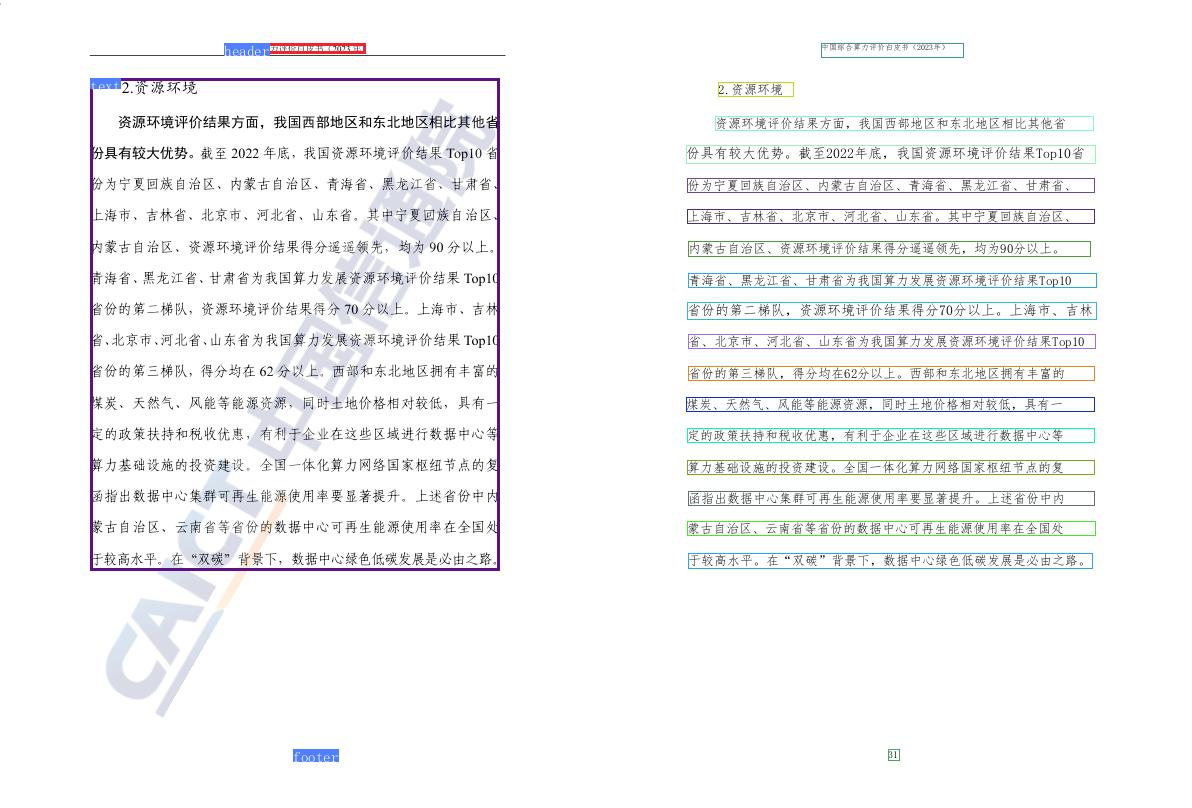 header 力评价白皮书（2023年）
text 2.资源环境
资源环境评价结果方面，我国西部地区和东北地区相比其他省
份具有较大优势。截至 2022 年底，我国资源环境评价结果 Top10 省
份为宁夏回族自治区、内蒙古自治区、青海省、黑龙江省、甘肃省、
上海市、吉林省、北京市、河北省、山东省。其中宁夏回族自治区、
内蒙古自治区、资源环境评价结果得分遥遥领先，均为 90 分以上。
青海省、黑龙江省、甘肃省为我国算力发展资源环境评价结果 Top10
省份的第二梯队，资源环境评价结果得分 70 分以上。上海市、吉林
省、北京市、河北省、山东省为我国算力发展资源环境评价结果 Top10
省份的第三梯队，得分均在 62 分以上。西部和东北地区拥有丰富的
煤炭、天然气、风能等能源资源，同时土地价格相对较低，具有一
定的政策扶持和税收优惠，有利于企业在这些区域进行数据中心等
算力基础设施的投资建设。全国一体化算力网络国家枢纽节点的复
函指出数据中心集群可再生能源使用率要显著提升。上述省份中内
蒙古自治区、云南省等省份的数据中心可再生能源使用率在全国处
于较高水平。在“双碳”背景下，数据中心绿色低碳发展是必由之路。
CAICT 中国信通院
footer
中国综合算力评价白皮书（2023年）
2.资源环境
资源环境评价结果方面，我国西部地区和东北地区相比其他省
份具有较大优势。截至2022年底，我国资源环境评价结果Top10省
份为宁夏回族自治区、内蒙古自治区、青海省、黑龙江省、甘肃省、
上海市、吉林省、北京市、河北省、山东省。其中宁夏回族自治区、
内蒙古自治区、资源环境评价结果得分遥遥领先，均为90分以上。
青海省、黑龙江省、甘肃省为我国算力发展资源环境评价结果Top10
省份的第二梯队，资源环境评价结果得分70分以上。上海市、吉林
省、北京市、河北省、山东省为我国算力发展资源环境评价结果Top10
省份的第三梯队，得分均在62分以上。西部和东北地区拥有丰富的
煤炭、天然气、风能等能源资源，同时土地价格相对较低，具有一
定的政策扶持和税收优惠，有利于企业在这些区域进行数据中心等
算力基础设施的投资建设。全国一体化算力网络国家枢纽节点的复
函指出数据中心集群可再生能源使用率要显著提升。上述省份中内
蒙古自治区、云南省等省份的数据中心可再生能源使用率在全国处
于较高水平。在“双碳”背景下，数据中心绿色低碳发展是必由之路。
31